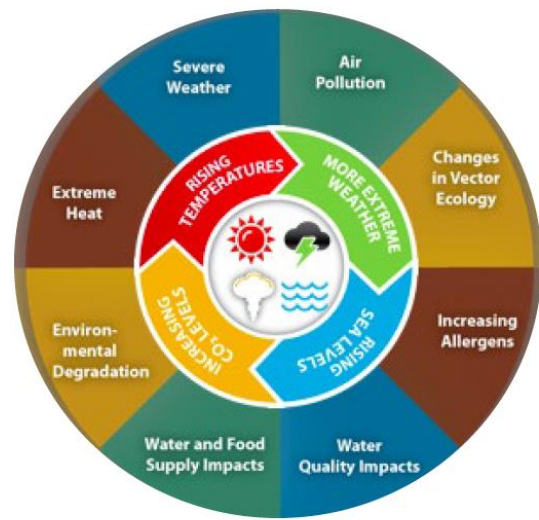 Severe
Weather
Air
Pollution
Changes
in Vector
Ecology
Increasing
Allergens
Water
Quality Impacts
Water and Food
Supply Impacts
Environ-
mental
Degradation
Extreme
Heat
RISING
TEMPERATURES
MORE EXTREME
WEATHER
RISING
SEA LEVELS
INCREASING
CO₂ LEVELS